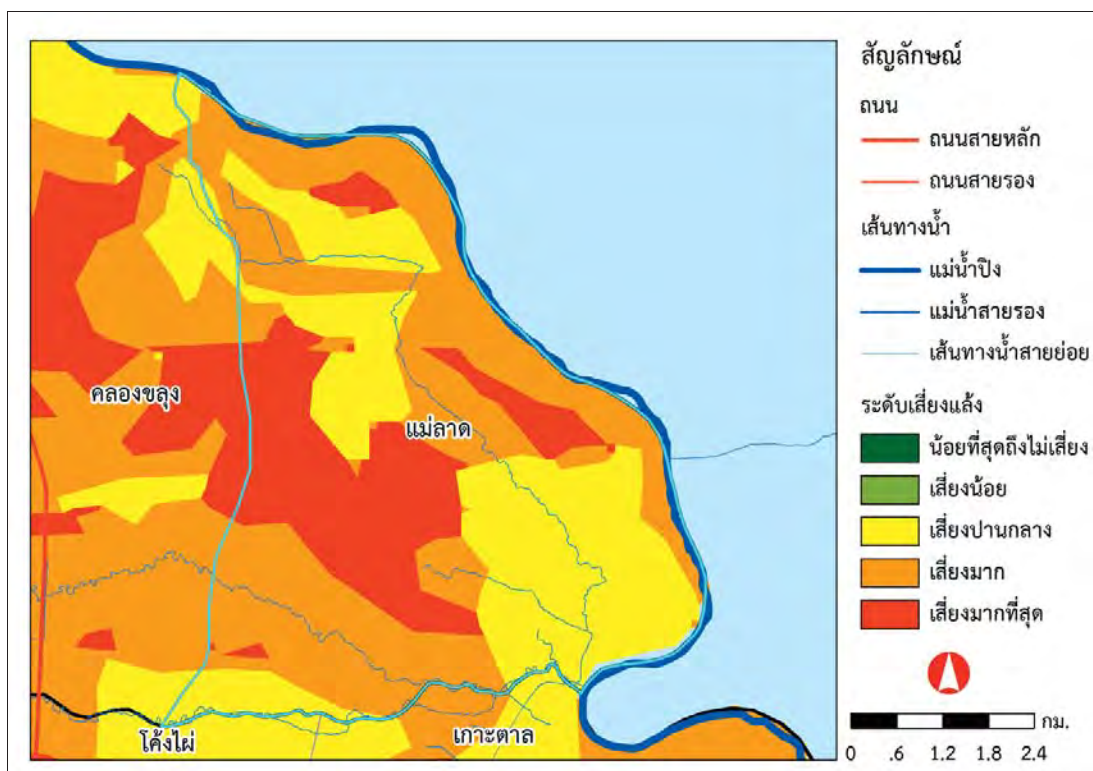 สัญลักษณ์
ถนน
ถนนสายหลัก
ถนนสายรอง
เส้นทางน้ำ
แม่น้ำปิง
แม่น้ำสายรอง
เส้นทางน้ำสายย่อย
ระดับเสี่ยงแล้ง
น้อยที่สุดถึงไม่เสี่ยง
เสี่ยงน้อย
เสี่ยงปานกลาง
เสี่ยงมาก
เสี่ยงมากที่สุด
กม.
0 .6 1.2 1.8 2.4
คลองขลุง
แม่ลาด
โค้งไผ่
เกาะตาล